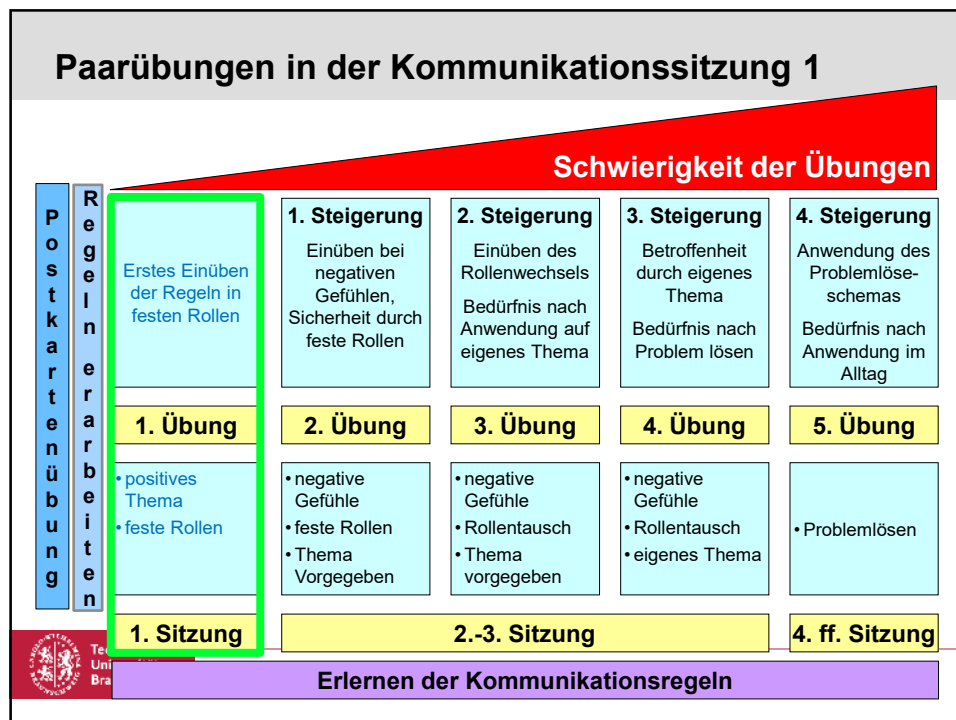 Paarübungen in der Kommunikationssitzung 1
Schwierigkeit der Übungen
Postkartenübung
Regeln erarbeiten
Erstes Einüben
der Regeln in
festen Rollen
1. Steigerung
Einüben bei
negativen
Gefühlen,
Sicherheit durch
feste Rollen
2. Steigerung
Einüben des
Rollenwechsels
Bedürfnis nach
Anwendung auf
eigenes Thema
3. Steigerung
Betroffenheit
durch eigenes
Thema
Bedürfnis nach
Problem lösen
4. Steigerung
Anwendung des
Problemlöse-
schemas
Bedürfnis nach
Anwendung im
Alltag
1. Übung
2. Übung
3. Übung
4. Übung
5. Übung
• positives
Thema
• feste Rollen
• negative
Gefühle
• feste Rollen
• Thema
Vorgegeben
• negative
Gefühle
• Rollentausch
• Thema
vorgegeben
• negative
Gefühle
• Rollentausch
• eigenes Thema
• Problemlösen
1. Sitzung
2.-3. Sitzung
4. ff. Sitzung
Bra
Erlernen der Kommunikationsregeln